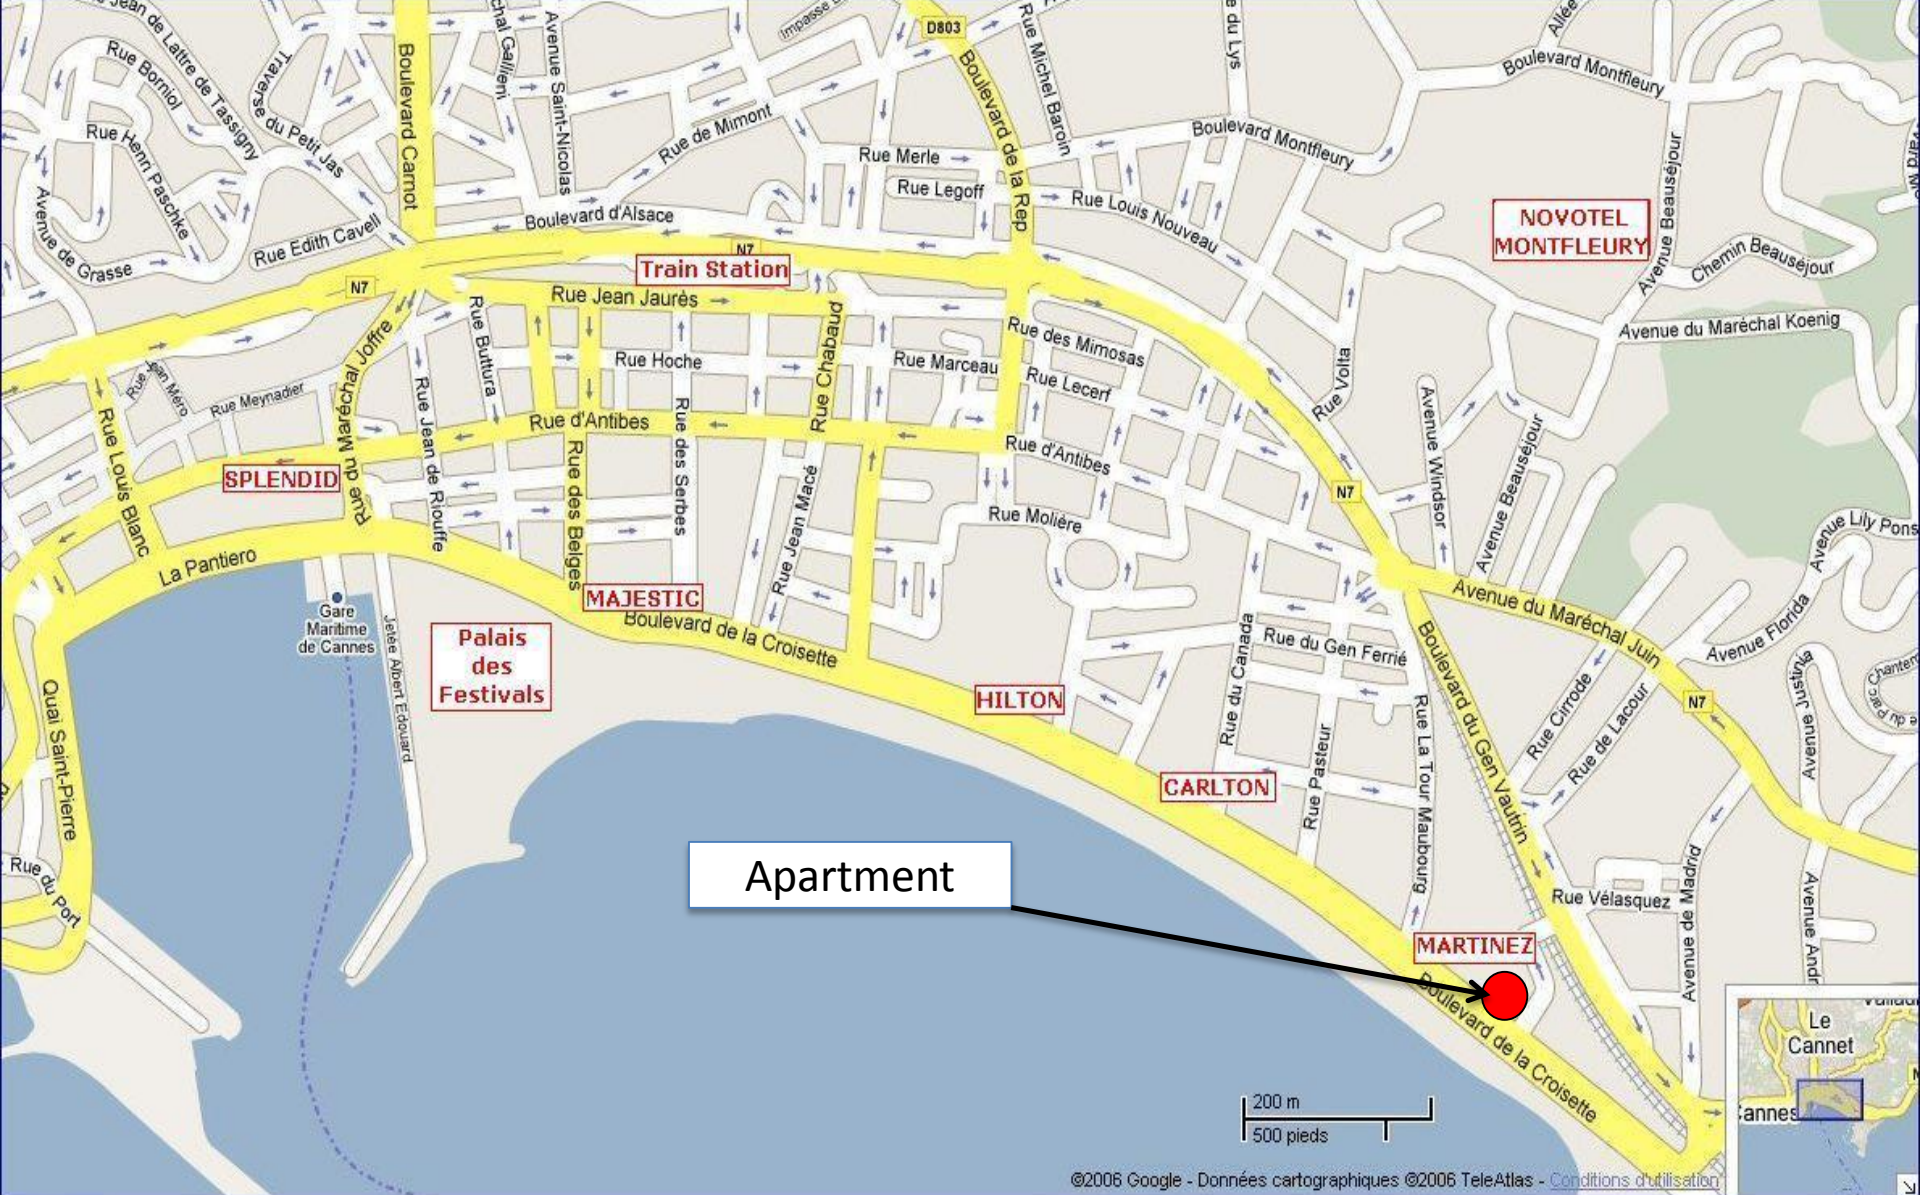 Jean de Lattre de Tassigny
Rue Borniol
Traverse du Petit Jas
Boulevard Carnot
Avenue Saint-Nicolas
D803
Boulevard de la Rep
Rue Michel Baroin
Boulevard Montfleury
Rue Henri Paschke
Rue de Mimont
Rue Merle
Boulevard Montfleury
Rue Legoff
Rue Louis Nouveau
Avenue Beauséjour
Avenue de Grasse
Rue Edith Cavell
Boulevard d'Alsace
NOVOTEL
MONTFLEURY
Chemin Beauséjour
N7
N7
Train Station
Rue Jean Jaurès
Rue Buttura
Rue Chabaud
Rue des Mimosas
Avenue du Maréchal Koenig
Rue du Maréchal Joffre
Rue Jean Méro
Rue Meynadier
Rue Hoche
Rue Marceau
Rue Lecerf
Rue Volta
Rue Louis Blanc
Rue Jean de Riouffe
Rue d'Antibes
Rue des Serbes
Rue d'Antibes
Avenue Windsor
Avenue Beauséjour
SPLENDID
Rue des Belges
Rue Jean Macé
N7
Rue Molière
Avenue Lily Pons
La Pantiero
MAJESTIC
Boulevard de la Croisette
Gare
Maritime
de Cannes
Jetée Albert Edouard
Palais
des
Festivals
Rue du Canada
Rue du Gen Ferrié
Avenue du Maréchal Juin
Avenue Florida
Boulevard du Gen Vautrin
Rue Cirrode
Rue de Lacour
N7
Avenue Justinia
Quai Saint-Pierre
HILTON
CARLTON
Rue Pasteur
Rue La Tour Maubourg
Apartment
Rue du Port
Rue Vélasquez
Avenue de Madrid
MARTINEZ
Boulevard de la Croisette
Le
Cannet
200 m
500 pieds
©2006 Google - Données cartographiques ©2006 TeleAtlas - Conditions d'utilisation